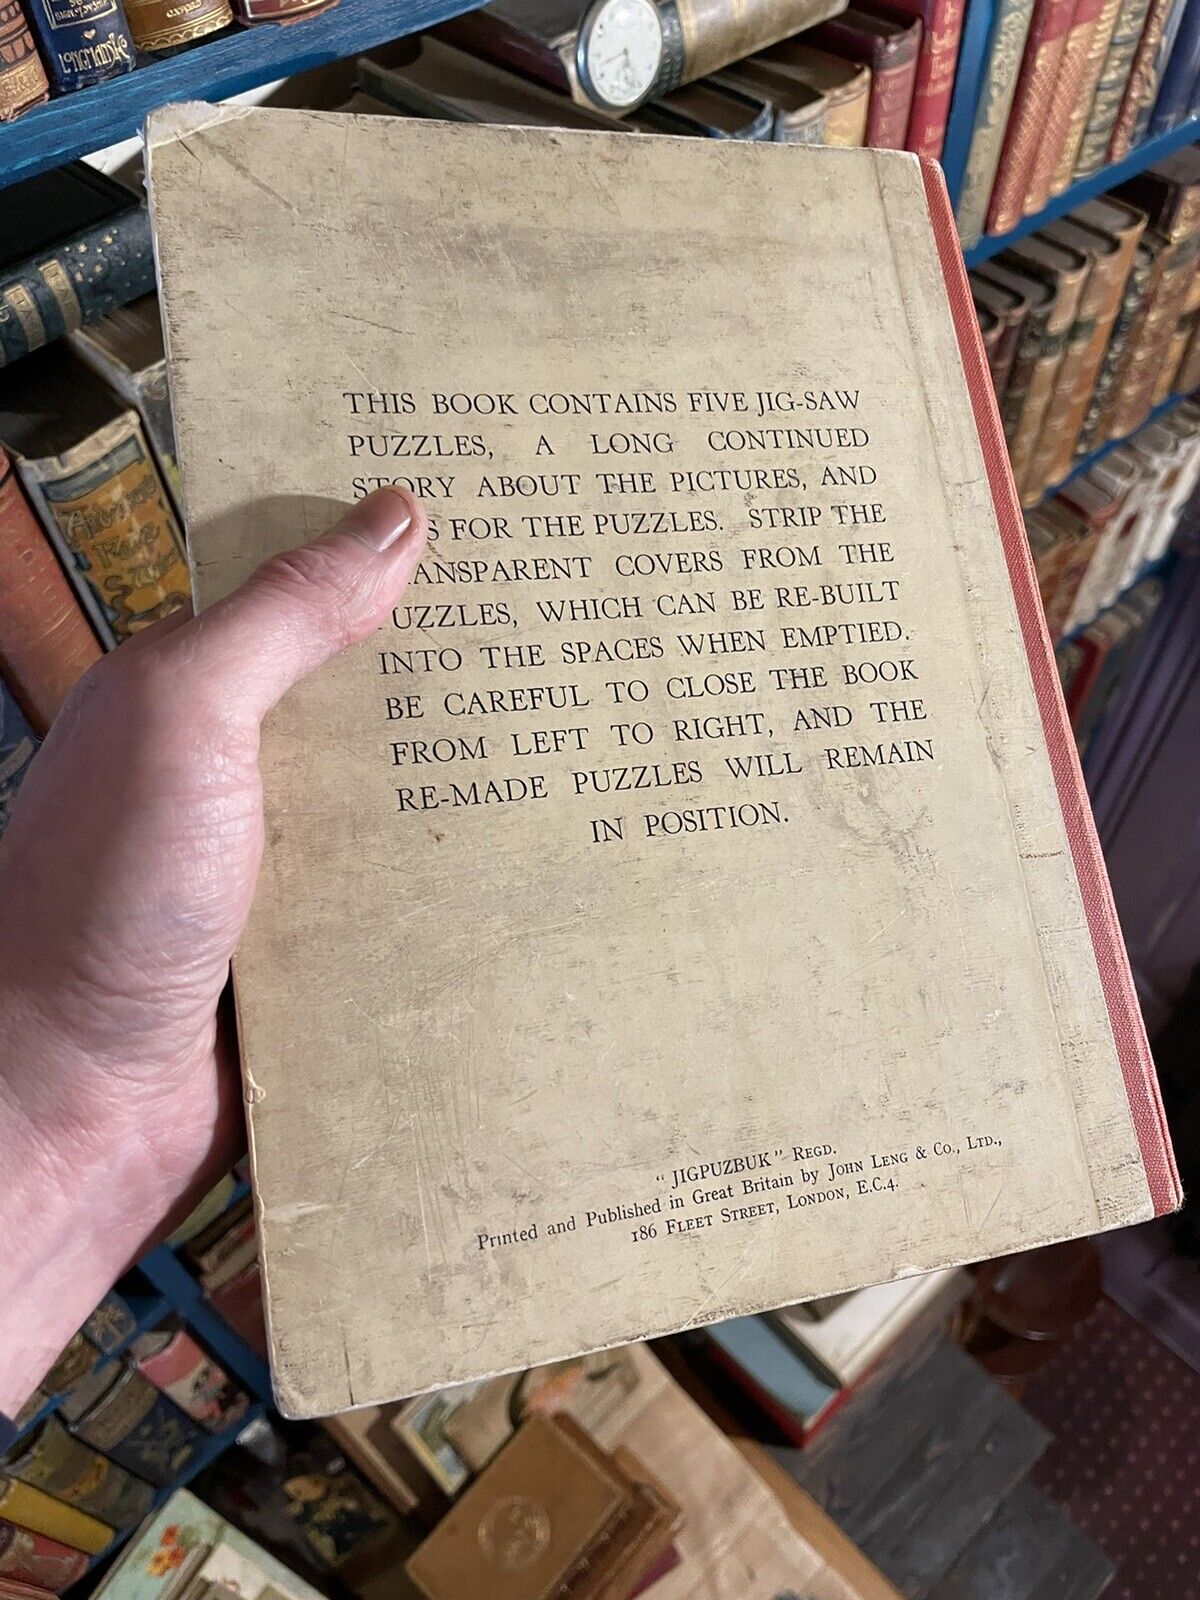 LONGMANS & Co
THIS BOOK CONTAINS FIVE JIG-SAW
PUZZLES, A LONG CONTINUED
STORY ABOUT THE PICTURES, AND
S FOR THE PUZZLES. STRIP THE
RANSPARENT COVERS FROM THE
UZZLES, WHICH CAN BE RE-BUILT
INTO THE SPACES WHEN EMPTIED.
BE CAREFUL TO CLOSE THE BOOK
FROM LEFT TO RIGHT, AND THE
RE-MADE PUZZLES WILL REMAIN
IN POSITION.
"JIGPUZBUK" REGD.
Printed and Published in Great Britain by JOHN LENG & Co., LTD.,
186 FLEET STREET, LONDON, E.C.4.